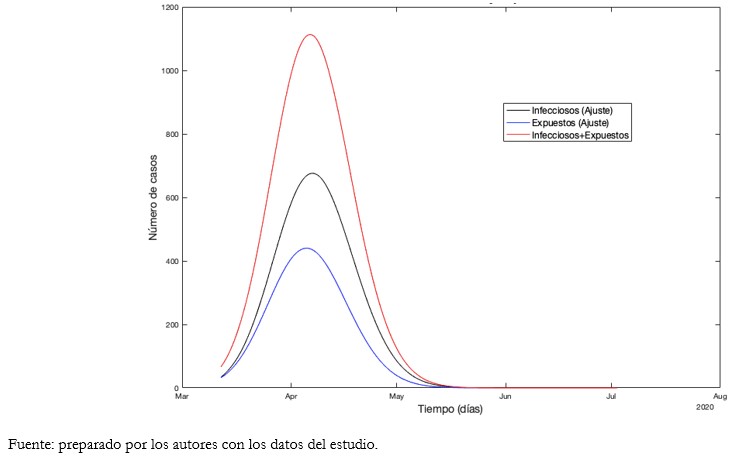 1200
1000
800
600
400
200
0
Número de casos
Infecciosos (Ajuste)
Expuestos (Ajuste)
Infecciosos+Expuestos
Mar Apr May Jun Jul Aug
2020
Tiempo (días)
Fuente: preparado por los autores con los datos del estudio.